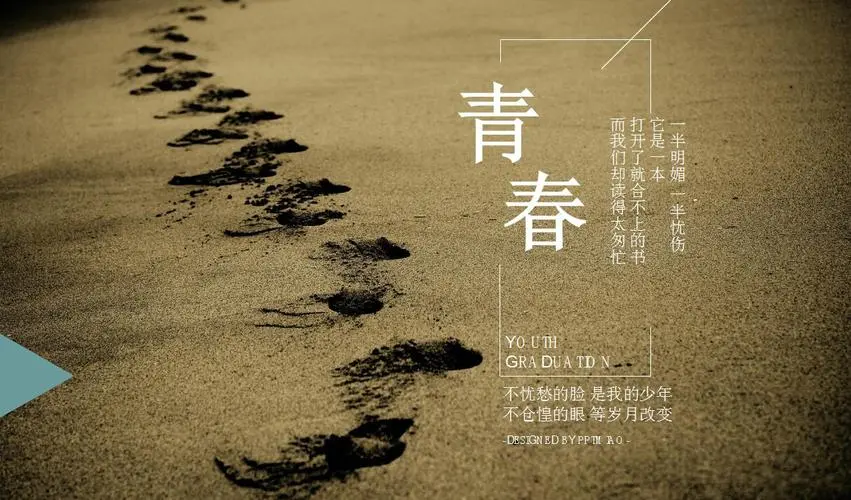 青春
一半明媚 一半忧伤
它是一本
打开了就合不上的书
而我们却读得太匆忙
YOUTH
GRADUATION
不忧愁的脸 是我的少年
不仓惶的眼 等岁月改变
-DESIGNED BY PPTMIAO-